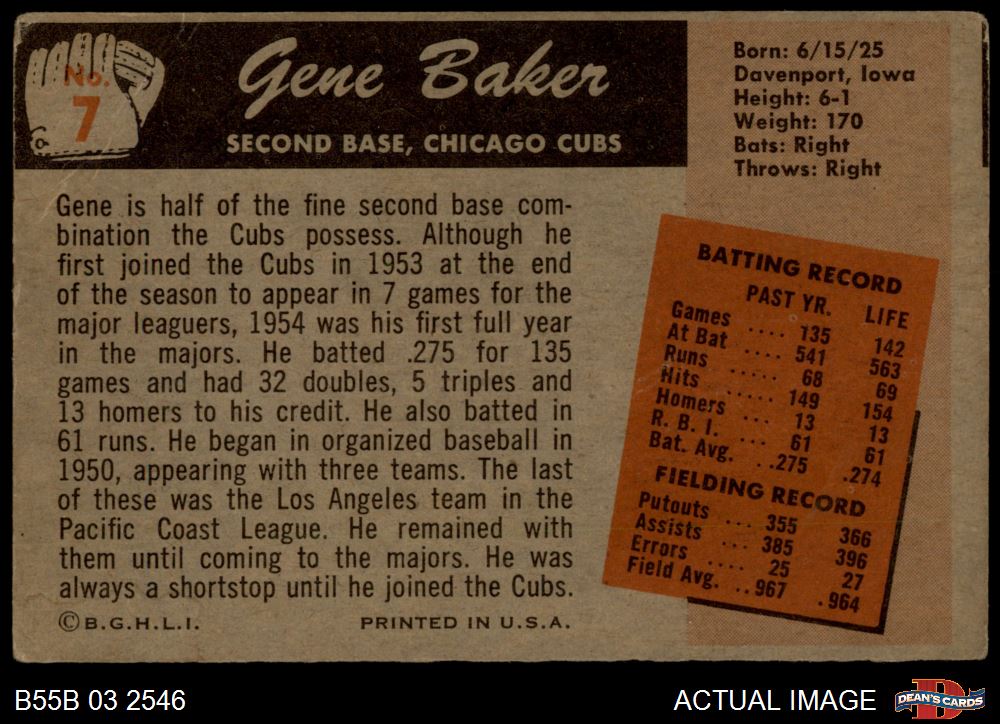 No.
7
Gene Baker
SECOND BASE, CHICAGO CUBS
Born: 6/15/25
Davenport, Iowa
Height: 6-1
Weight: 170
Bats: Right
Throws: Right
Gene is half of the fine second base com-
bination the Cubs possess. Although he
first joined the Cubs in 1953 at the end
of the season to appear in 7 games for the
major leaguers, 1954 was his first full year
in the majors. He batted .275 for 135
games and had 32 doubles, 5 triples and
13 homers to his credit. He also batted in
61 runs. He began in organized baseball in
1950, appearing with three teams. The last
of these was the Los Angeles team in the
Pacific Coast League. He remained with
them until coming to the majors. He was
always a shortstop until he joined the Cubs.
©B.G.H.L.I. PRINTED IN U.S.A.
BATTING RECORD
PAST YR. LIFE
Games .... 135 142
At Bat .... 541 563
Runs ..... 68 69
Hits ..... 149 154
Homers ... 13 13
R. B. I. ... 61 61
Bat. Avg. ..275 .274
FIELDING RECORD
Putouts ... 355 366
Assists ... 385 396
Errors .... 25 27
Field Avg. ..967 .964
B55B 03 2546
ACTUAL IMAGE
D
DEAN'S CARDS